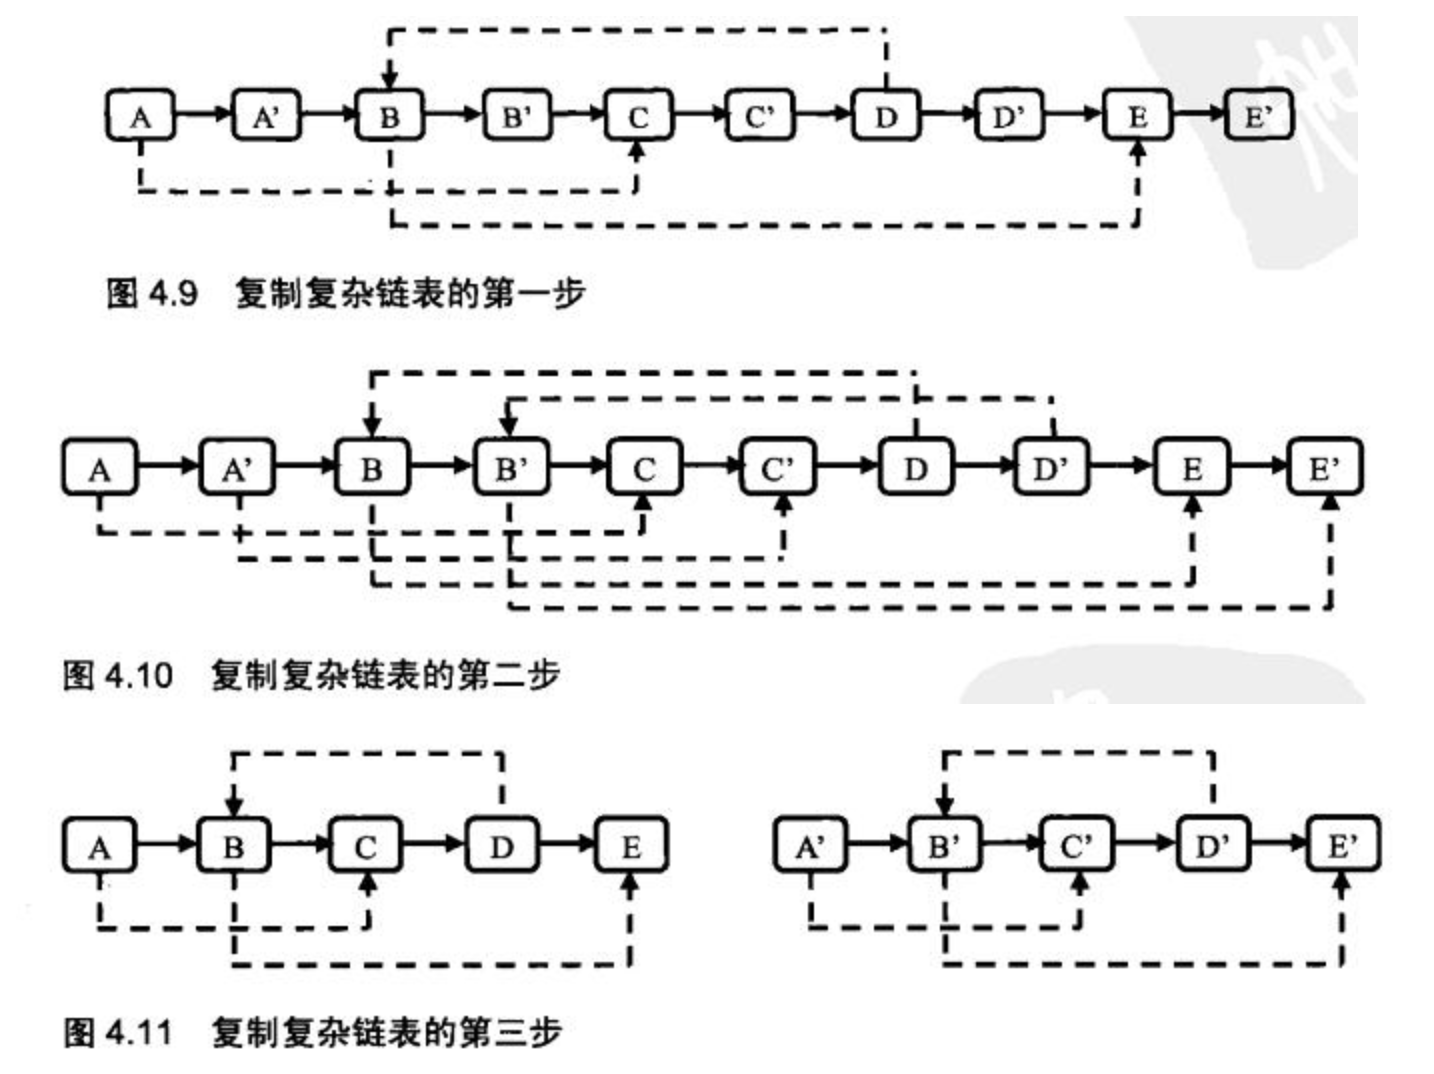 A A’ B B’ C C’ D D’ E E’
图 4.9 复制复杂链表的第一步
A A’ B B’ C C’ D D’ E E’
图 4.10 复制复杂链表的第二步
A B C D E A’ B’ C’ D’ E’
图 4.11 复制复杂链表的第三步